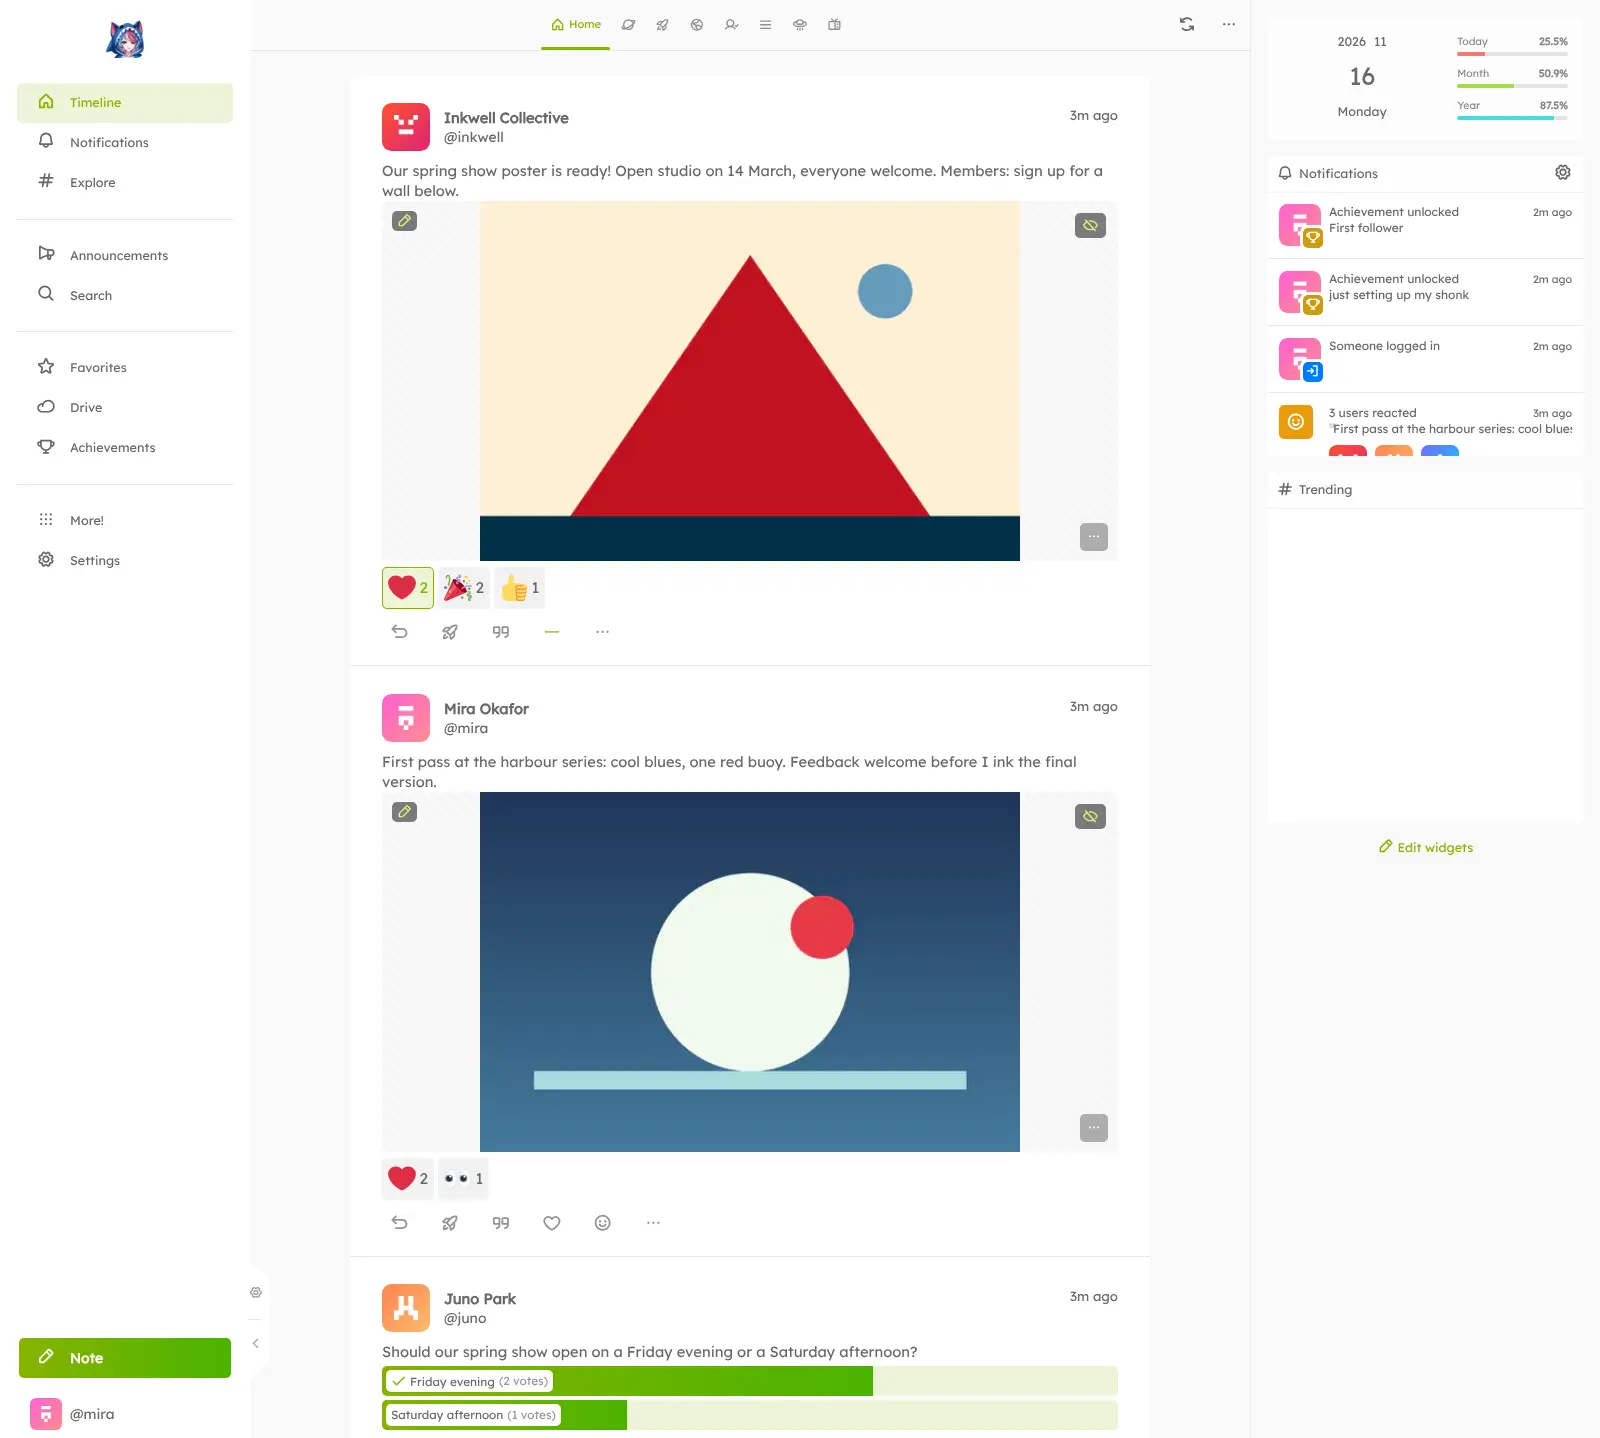 Timeline
Notifications
Explore
Announcements
Search
Favorites
Drive
Achievements
More!
Settings
Note
@mira
Home
Inkwell Collective
3m ago
@inkwell
Our spring show poster is ready! Open studio on 14 March, everyone welcome. Members: sign up for a
wall below.
2
2
1
Mira Okafor
3m ago
@mira
First pass at the harbour series: cool blues, one red buoy. Feedback welcome before I ink the final
version.
2
1
Juno Park
3m ago
@juno
Should our spring show open on a Friday evening or a Saturday afternoon?
Friday evening (2 votes)
Saturday afternoon (1 votes)
2026 11
16
Monday
Today 25.5%
Month 50.9%
Year 87.5%
Notifications
Achievement unlocked 2m ago
First follower
Achievement unlocked 2m ago
just setting up my shonk
Someone logged in 2m ago
3 users reacted 3m ago
First pass at the harbour series: cool blues
Trending
Edit widgets